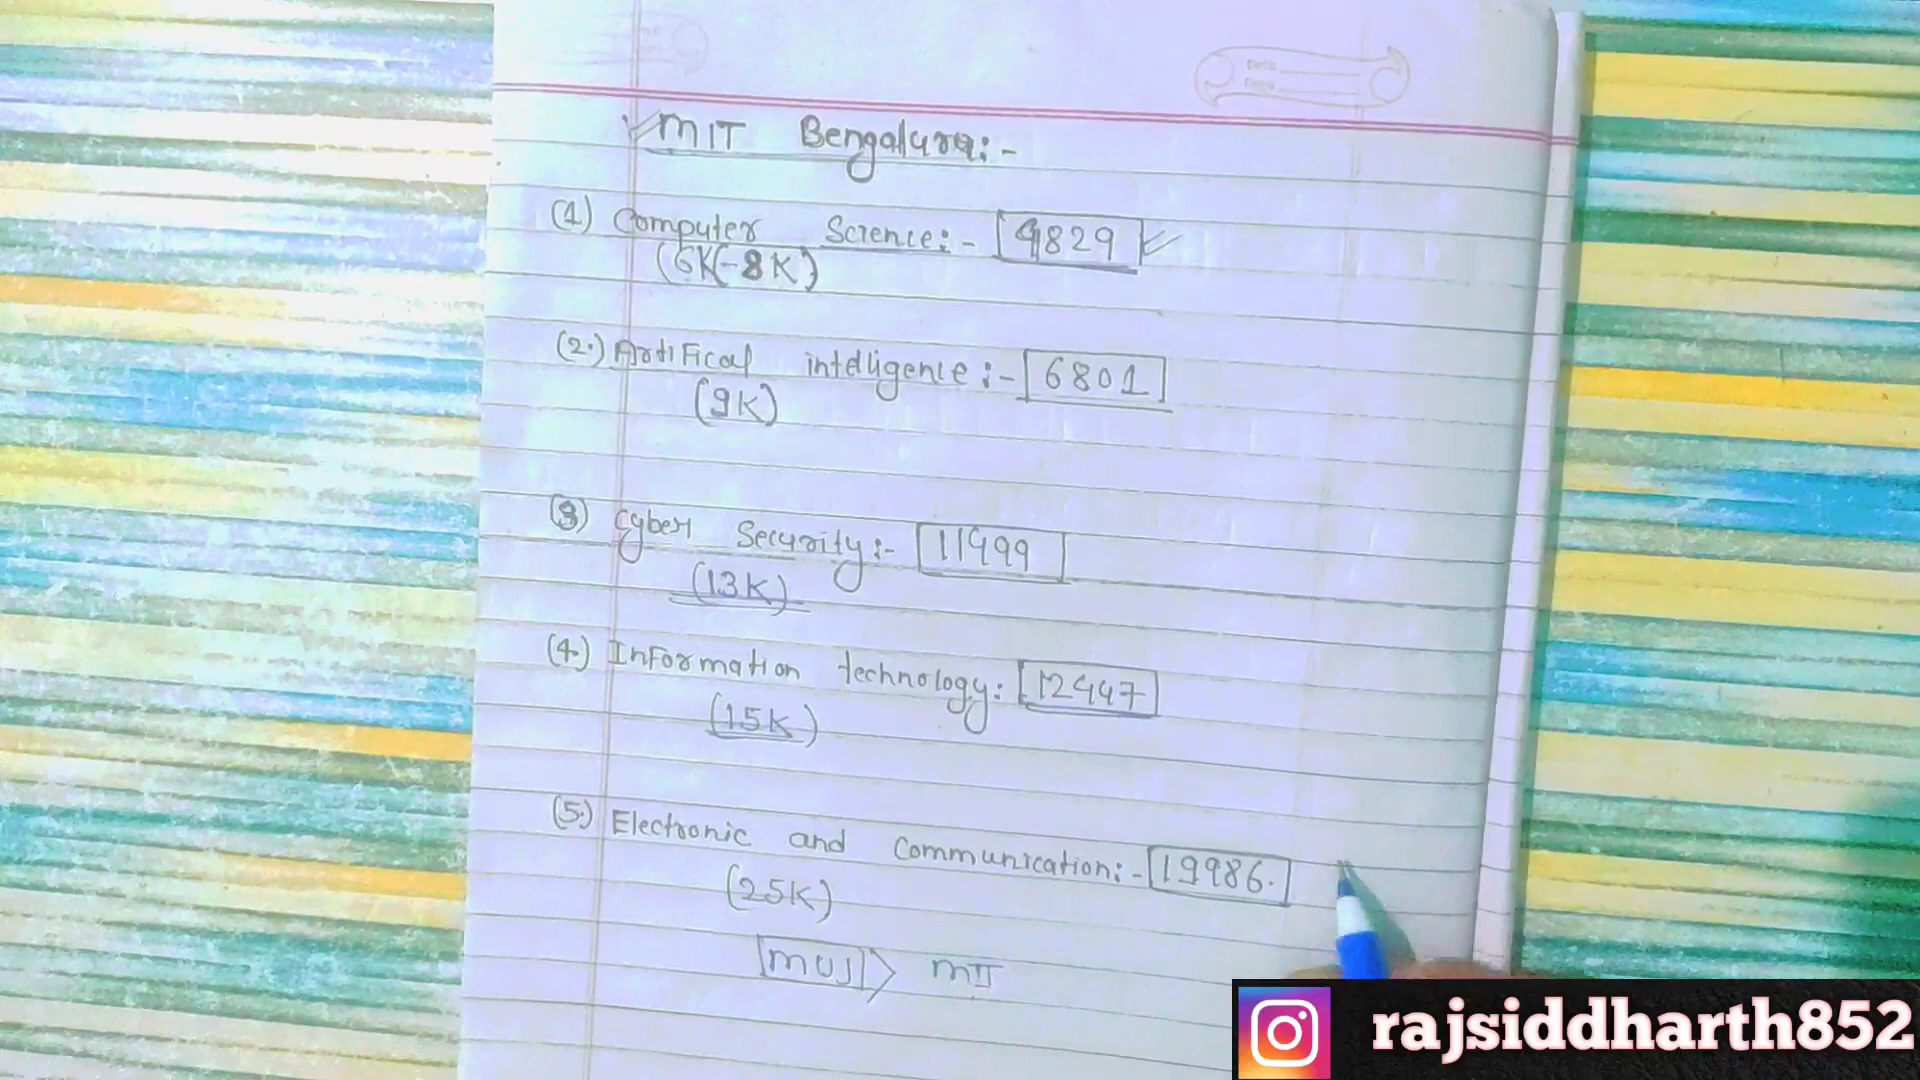 MIT Bengaluru:-
(1) Computer Science:- 9829
(6K-8K)
(2.) Artifical intelligence:- 6801
(9K)
(3) Cyber Security:- 11499
(13K)
(4.) Information technology: 12447
(15K)
(5.) Electronic and Communication:- 19986.
(25K)
MUJ > MIT
rajsiddharth852